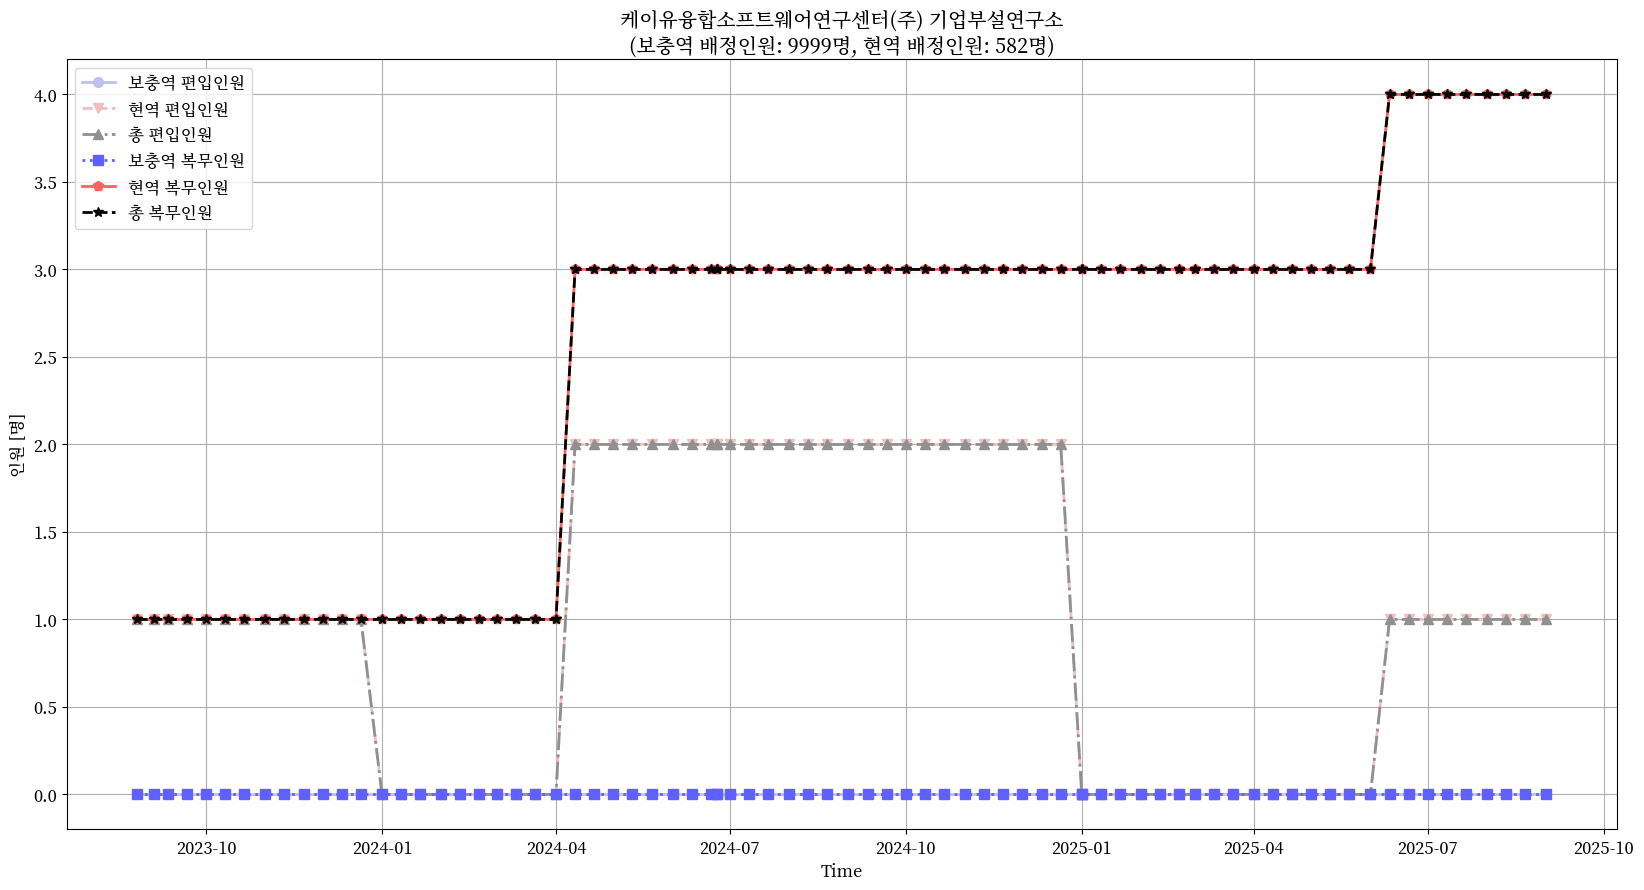 케이유융합소프트웨어연구센터(주) 기업부설연구소
(보충역 배정인원: 9999명, 현역 배정인원: 582명)
보충역 편입인원
현역 편입인원
총 편입인원
보충역 복무인원
현역 복무인원
총 복무인원
인원 [명]
4.0
3.5
3.0
2.5
2.0
1.5
1.0
0.5
0.0
2023-10
2024-01
2024-04
2024-07
2024-10
2025-01
2025-04
2025-07
2025-10
Time